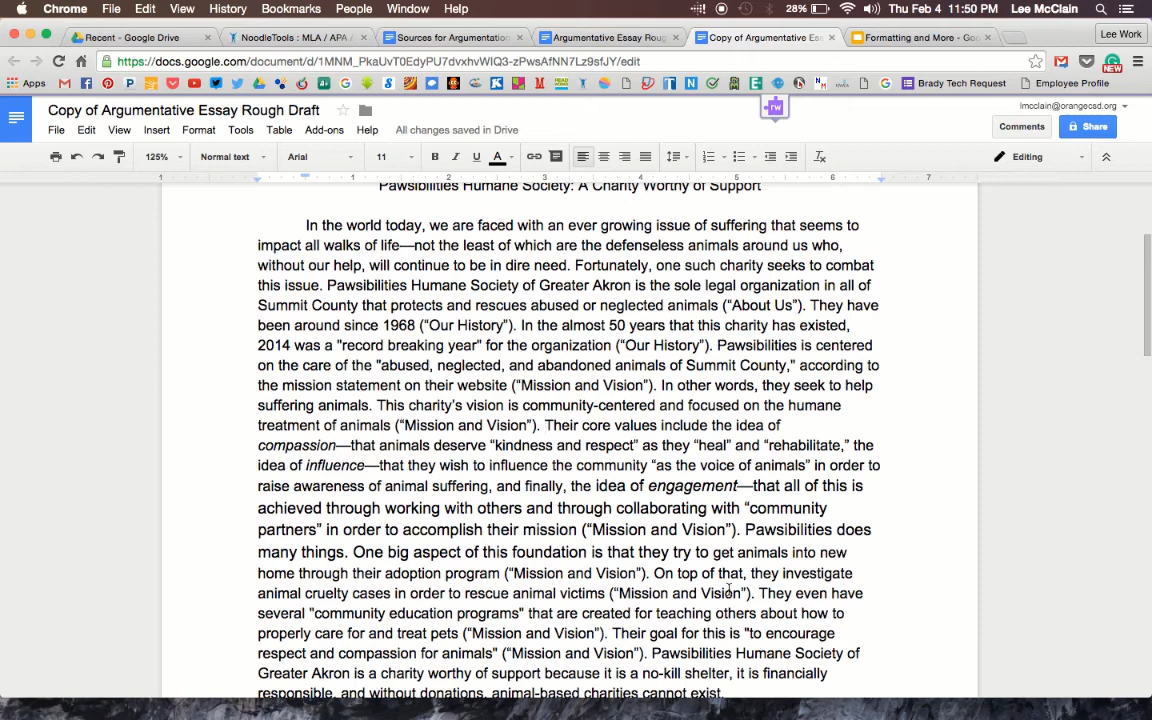 Chrome File Edit View History Bookmarks People Window Help 28% Thu Feb 4 11:50 PM Lee McClain
Recent - Google Drive × NoodleTools : MLA / APA / × Sources for Argumentation × Argumentative Essay Roug × Copy of Argumentative Ess × Formatting and More - Goo × Lee Work
https://docs.google.com/document/d/1MNM_PkaUvT0EdyPU7dvxhvWIQ3-zPwsAfNN7Lz9sfJY/edit
Apps Brady Tech Request Employee Profile
Copy of Argumentative Essay Rough Draft
lmcclain@orangecsd.org
File Edit View Insert Format Tools Table Add-ons Help All changes saved in Drive
Comments Share
125% Normal text Arial 11 B I U A Editing
1 1 2 3 4 5 6 7
Pawsibilities Humane Society: A Charity Worthy of Support
In the world today, we are faced with an ever growing issue of suffering that seems to
impact all walks of life—not the least of which are the defenseless animals around us who,
without our help, will continue to be in dire need. Fortunately, one such charity seeks to combat
this issue. Pawsibilities Humane Society of Greater Akron is the sole legal organization in all of
Summit County that protects and rescues abused or neglected animals (“About Us”). They have
been around since 1968 (“Our History”). In the almost 50 years that this charity has existed,
2014 was a "record breaking year” for the organization (“Our History”). Pawsibilities is centered
on the care of the "abused, neglected, and abandoned animals of Summit County," according to
the mission statement on their website (“Mission and Vision”). In other words, they seek to help
suffering animals. This charity’s vision is community-centered and focused on the humane
treatment of animals (“Mission and Vision”). Their core values include the idea of
compassion—that animals deserve “kindness and respect” as they “heal” and “rehabilitate,” the
idea of influence—that they wish to influence the community “as the voice of animals” in order to
raise awareness of animal suffering, and finally, the idea of engagement—that all of this is
achieved through working with others and through collaborating with “community
partners” in order to accomplish their mission (“Mission and Vision”). Pawsibilities does
many things. One big aspect of this foundation is that they try to get animals into new
home through their adoption program (“Mission and Vision”). On top of that, they investigate
animal cruelty cases in order to rescue animal victims (“Mission and Vision”). They even have
several "community education programs" that are created for teaching others about how to
properly care for and treat pets (“Mission and Vision”). Their goal for this is "to encourage
respect and compassion for animals" (“Mission and Vision”). Pawsibilities Humane Society of
Greater Akron is a charity worthy of support because it is a no-kill shelter, it is financially
responsible, and without donations, animal-based charities cannot exist.